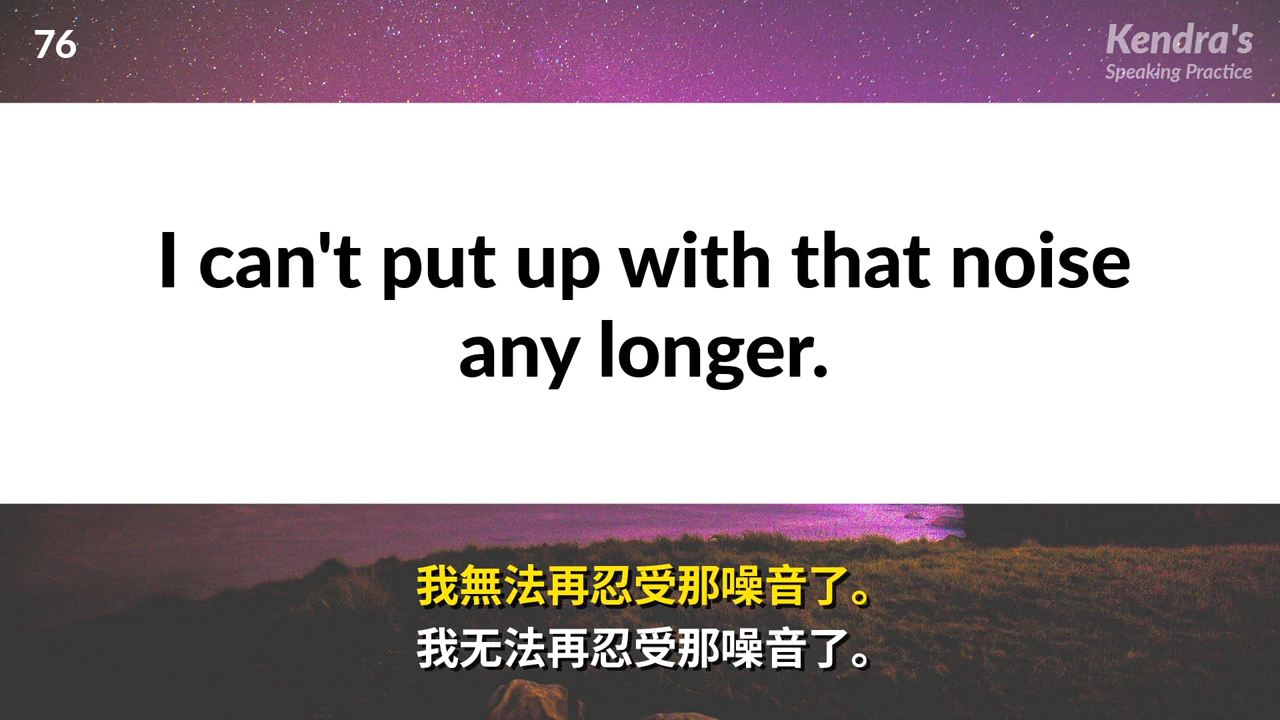 76
Kendra's
Speaking Practice
I can't put up with that noise
any longer.
我無法再忍受那噪音了。
我无法再忍受那噪音了。